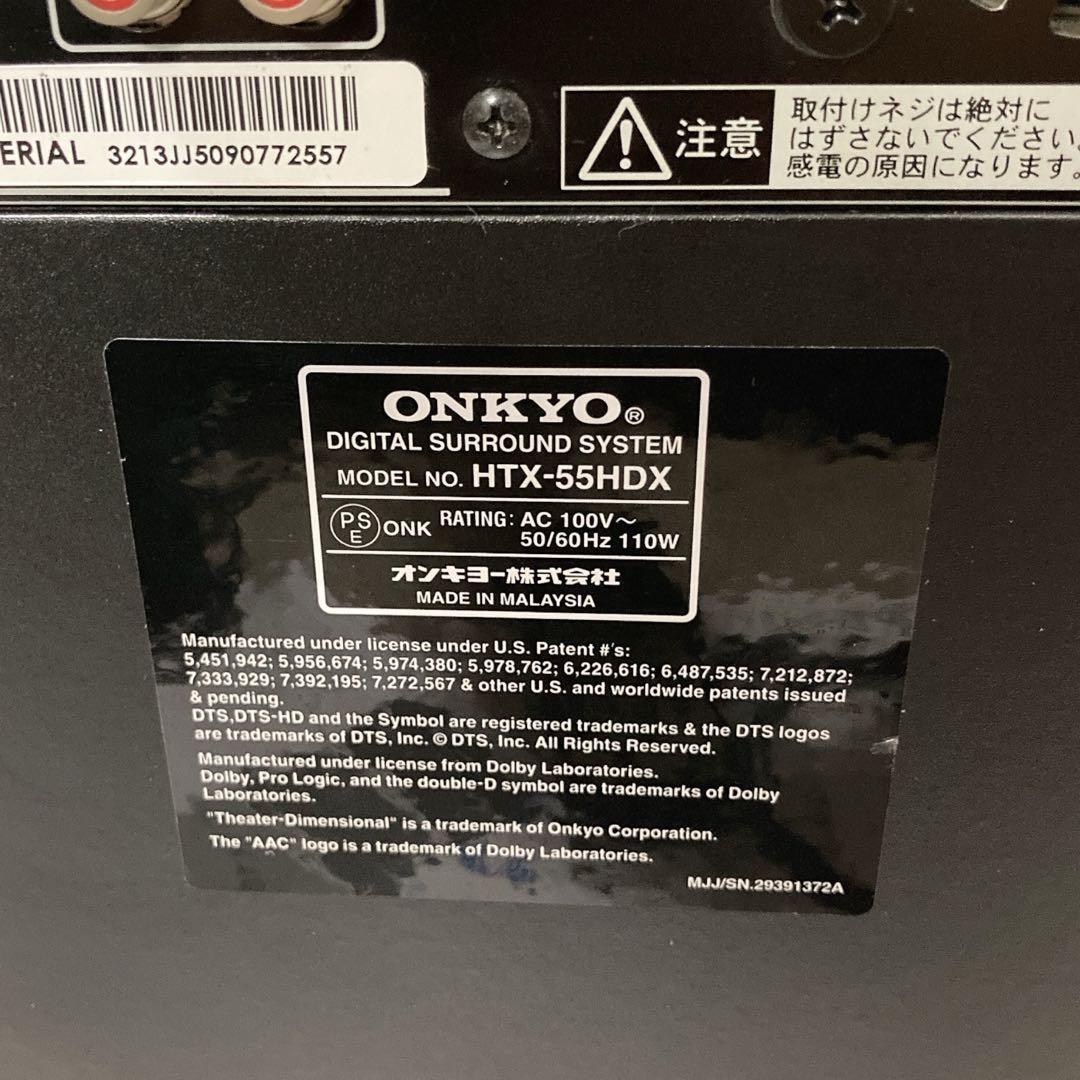 ERIAL 3213JJ5090772557
注意
取付けネジは絶対に
はずさないでください。
感電の原因になります。
ONKYO®
DIGITAL SURROUND SYSTEM
MODEL NO. HTX-55HDX
PSE ONK RATING: AC 100V～
50/60Hz 110W
オンキヨー株式会社
MADE IN MALAYSIA
Manufactured under license under U.S. Patent #'s:
5,451,942; 5,956,674; 5,974,380; 5,978,762; 6,226,616; 6,487,535; 7,212,872;
7,333,929; 7,392,195; 7,272,567 & other U.S. and worldwide patents issued
& pending.
DTS,DTS-HD and the Symbol are registered trademarks & the DTS logos
are trademarks of DTS, Inc. © DTS, Inc. All Rights Reserved.
Manufactured under license from Dolby Laboratories.
Dolby, Pro Logic, and the double-D symbol are trademarks of Dolby
Laboratories.
"Theater-Dimensional" is a trademark of Onkyo Corporation.
The "AAC" logo is a trademark of Dolby Laboratories.
MJJ/SN.29391372A